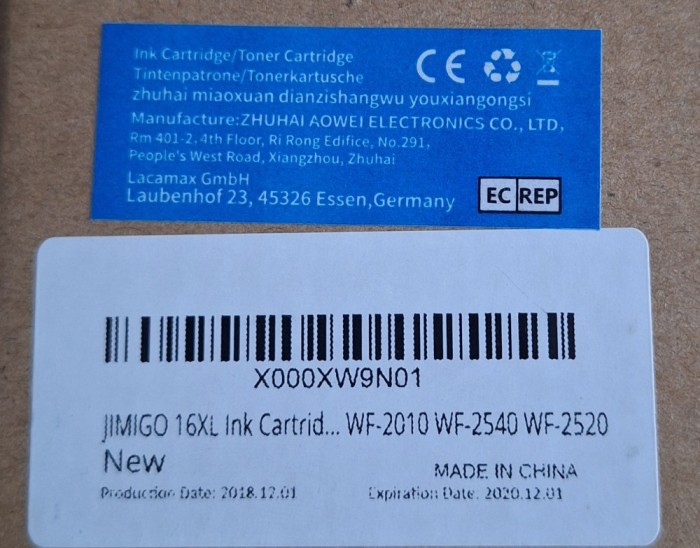 Ink Cartridge/Toner Cartridge
Tintenpatrone/Tonerkartusche
zhuhai miaoxuan dianzishangwu youxiangongsi
Manufacture:ZHUHAI AOWEI ELECTRONICS CO., LTD,
Rm 401-2. 4th Floor, Ri Rong Edifice, No.291,
People's West Road, Xiangzhou, Zhuhai
Lacamax GmbH
Laubenhof 23, 45326 Essen,Germany
CE
EC REP
X000XW9N01
JIMIGO 16XL Ink Cartrid... WF-2010 WF-2540 WF-2520
New
MADE IN CHINA
Production Date: 2018.12.01
Expiration Date: 2020.12.01